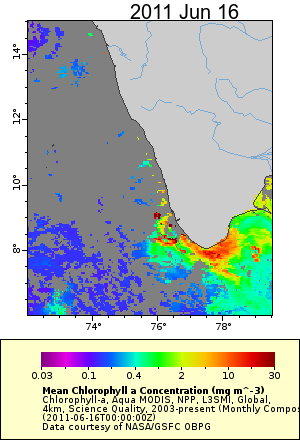 2011 Jun 16
14°
12°
10°
8°
74° 76° 78°
0.03 0.1 0.4 2 10 30
Mean Chlorophyll a Concentration (mg m^-3)
Chlorophyll-a, Aqua MODIS, NPP, L3SMI, Global,
4km, Science Quality, 2003-present (Monthly Compos
(2011-06-16T00:00:00Z)
Data courtesy of NASA/GSFC OBPG